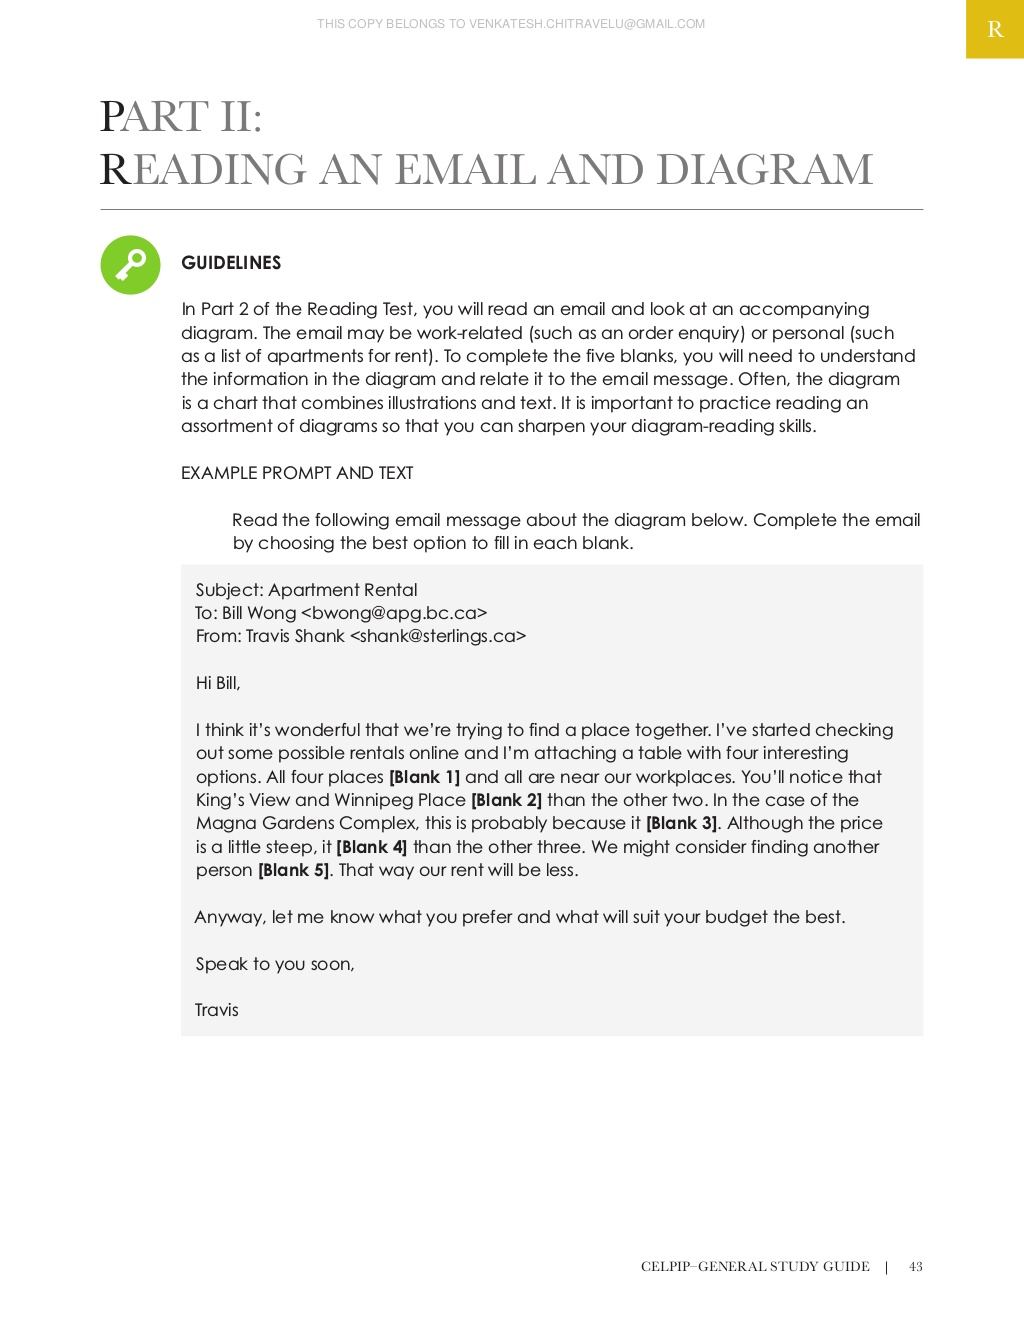 THIS COPY BELONGS TO VENKATESH.CHITRAVELU@GMAIL.COM
R
PART II:
READING AN EMAIL AND DIAGRAM
GUIDELINES
In Part 2 of the Reading Test, you will read an email and look at an accompanying
diagram. The email may be work-related (such as an order enquiry) or personal (such
as a list of apartments for rent). To complete the five blanks, you will need to understand
the information in the diagram and relate it to the email message. Often, the diagram
is a chart that combines illustrations and text. It is important to practice reading an
assortment of diagrams so that you can sharpen your diagram-reading skills.
EXAMPLE PROMPT AND TEXT
Read the following email message about the diagram below. Complete the email
by choosing the best option to fill in each blank.
Subject: Apartment Rental
To: Bill Wong <bwong@apg.bc.ca>
From: Travis Shank <shank@sterlings.ca>
Hi Bill,
I think it's wonderful that we're trying to find a place together. I've started checking
out some possible rentals online and I'm attaching a table with four interesting
options. All four places [Blank 1] and all are near our workplaces. You'll notice that
King's View and Winnipeg Place [Blank 2] than the other two. In the case of the
Magna Gardens Complex, this is probably because it [Blank 3]. Although the price
is a little steep, it [Blank 4] than the other three. We might consider finding another
person [Blank 5]. That way our rent will be less.
Anyway, let me know what you prefer and what will suit your budget the best.
Speak to you soon,
Travis
CELPIP–GENERAL STUDY GUIDE | 43